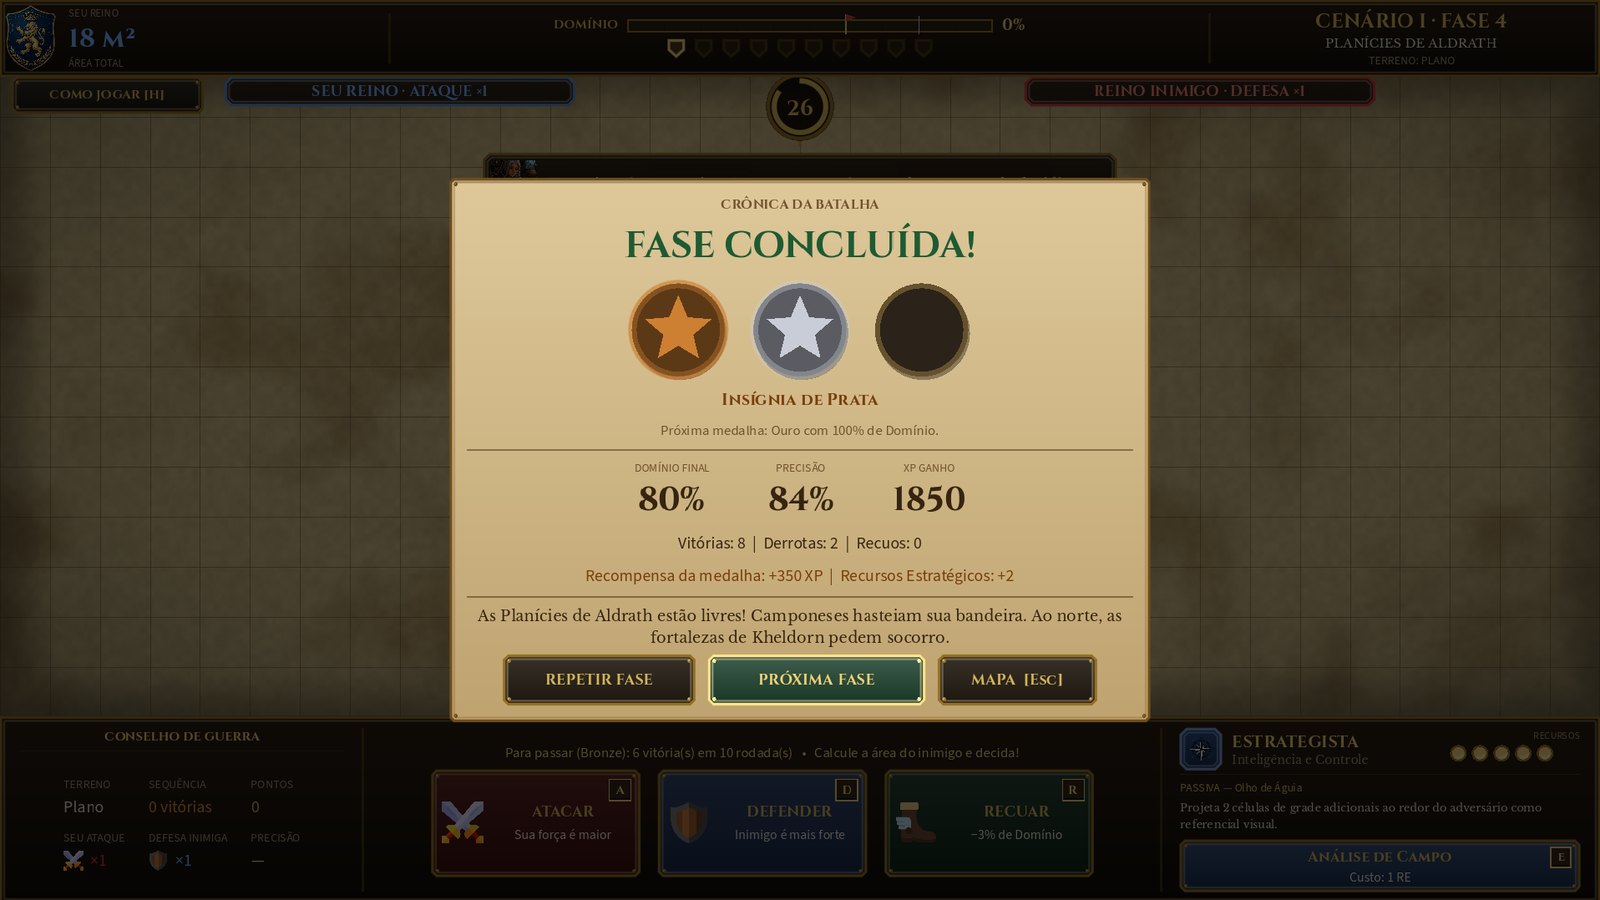 SEU REINO
18 M²
ÁREA TOTAL
DOMÍNIO
0%
CENÁRIO I · FASE 4
PLANÍCIES DE ALDRATH
TERRENO: PLANO
COMO JOGAR [H]
SEU REINO · ATAQUE ×1
26
REINO INIMIGO · DEFESA ×1
CRÔNICA DA BATALHA
FASE CONCLUÍDA!
INSÍGNIA DE PRATA
Próxima medalha: Ouro com 100% de Domínio.
DOMÍNIO FINAL PRECISÃO XP GANHO
80% 84% 1850
Vitórias: 8 | Derrotas: 2 | Recuos: 0
Recompensa da medalha: +350 XP | Recursos Estratégicos: +2
As Planícies de Aldrath estão livres! Camponeses hasteiam sua bandeira. Ao norte, as
fortalezas de Kheldorn pedem socorro.
REPETIR FASE
PRÓXIMA FASE
MAPA [ESC]
CONSELHO DE GUERRA
TERRENO SEQUÊNCIA PONTOS
Plano 0 vitórias 0
SEU ATAQUE DEFESA INIMIGA PRECISÃO
×1 ×1 —
Para passar (Bronze): 6 vitória(s) em 10 rodada(s) • Calcule a área do inimigo e decida!
A
ATACAR
Sua força é maior
D
DEFENDER
Inimigo é mais forte
R
RECUAR
−3% de Domínio
ESTRATEGISTA
Inteligência e Controle
RECURSOS
PASSIVA — Olho de Águia
Projeta 2 células de grade adicionais ao redor do adversário como
referencial visual.
ANÁLISE DE CAMPO
E
Custo: 1 RE